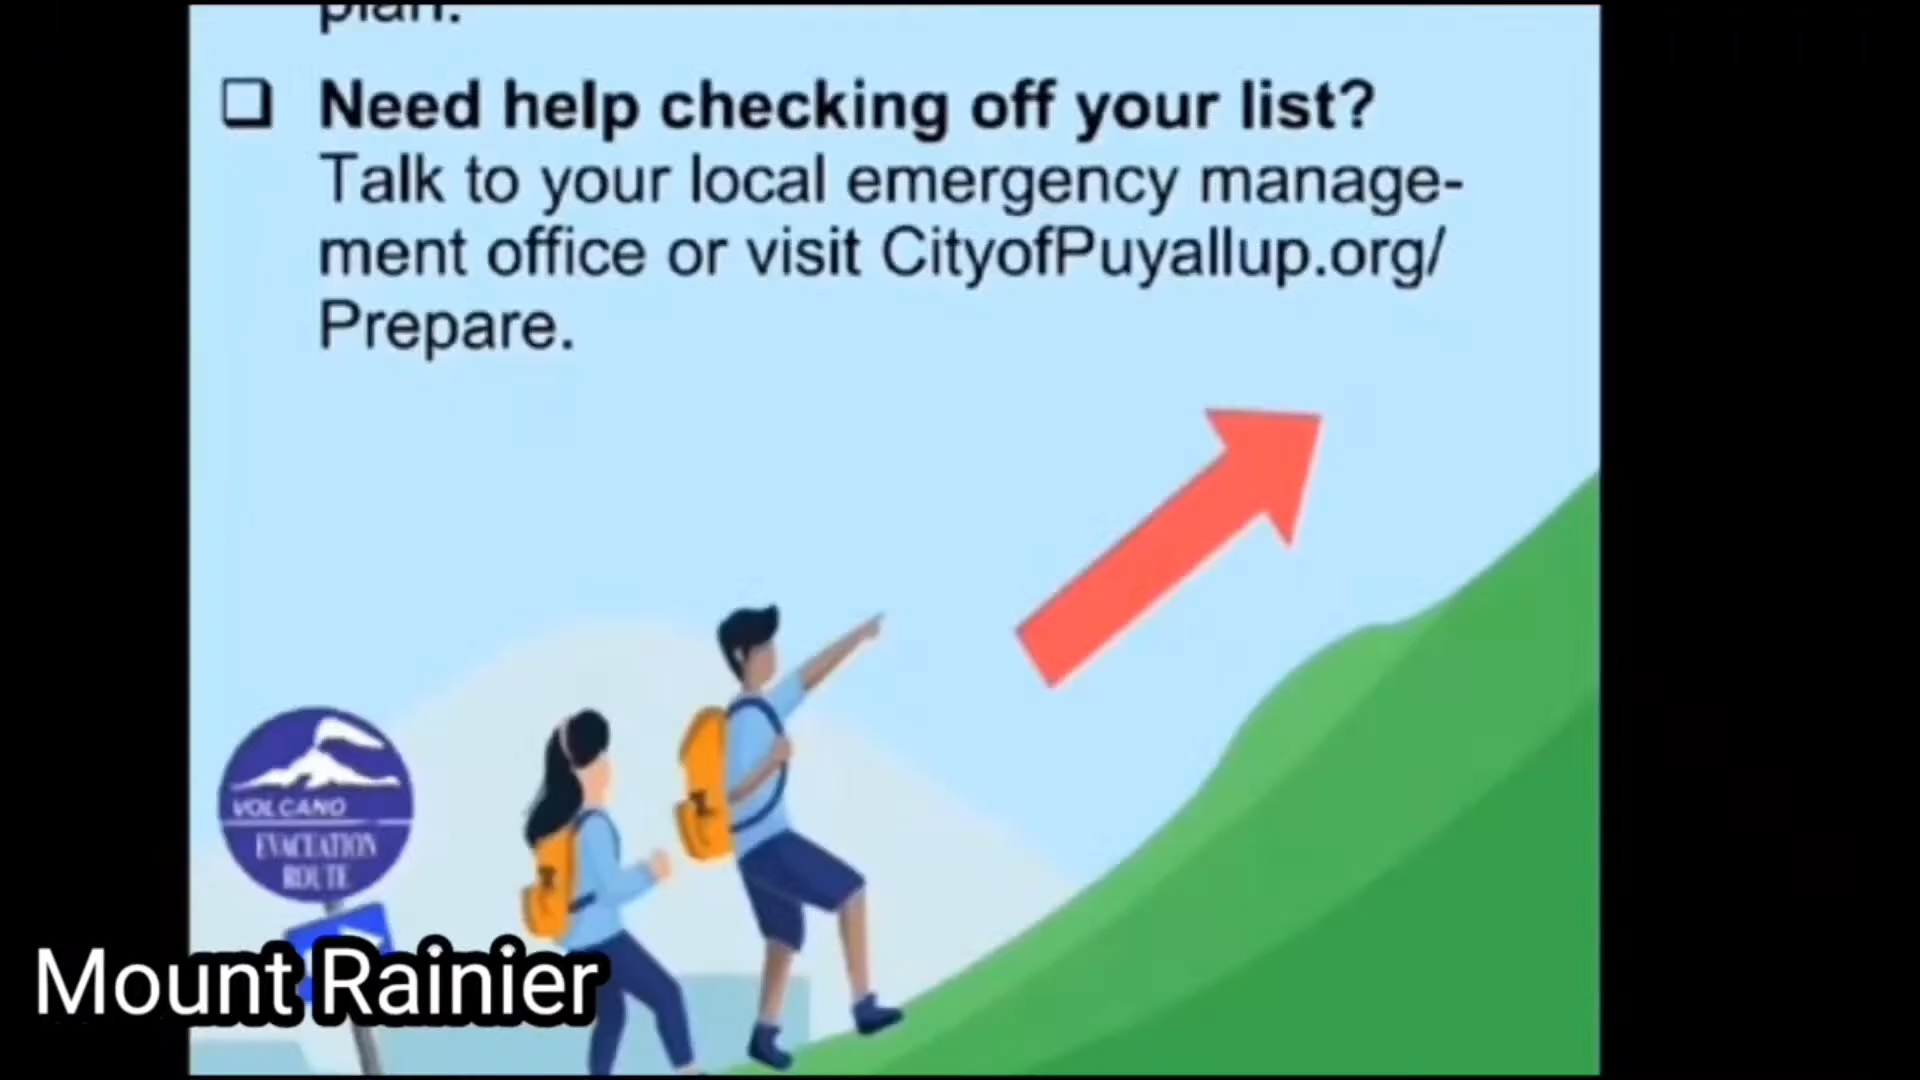 plan.
Need help checking off your list?
Talk to your local emergency manage-
ment office or visit CityofPuyallup.org/
Prepare.
VOLCANO
EVACUATION
ROUTE
Mount Rainier